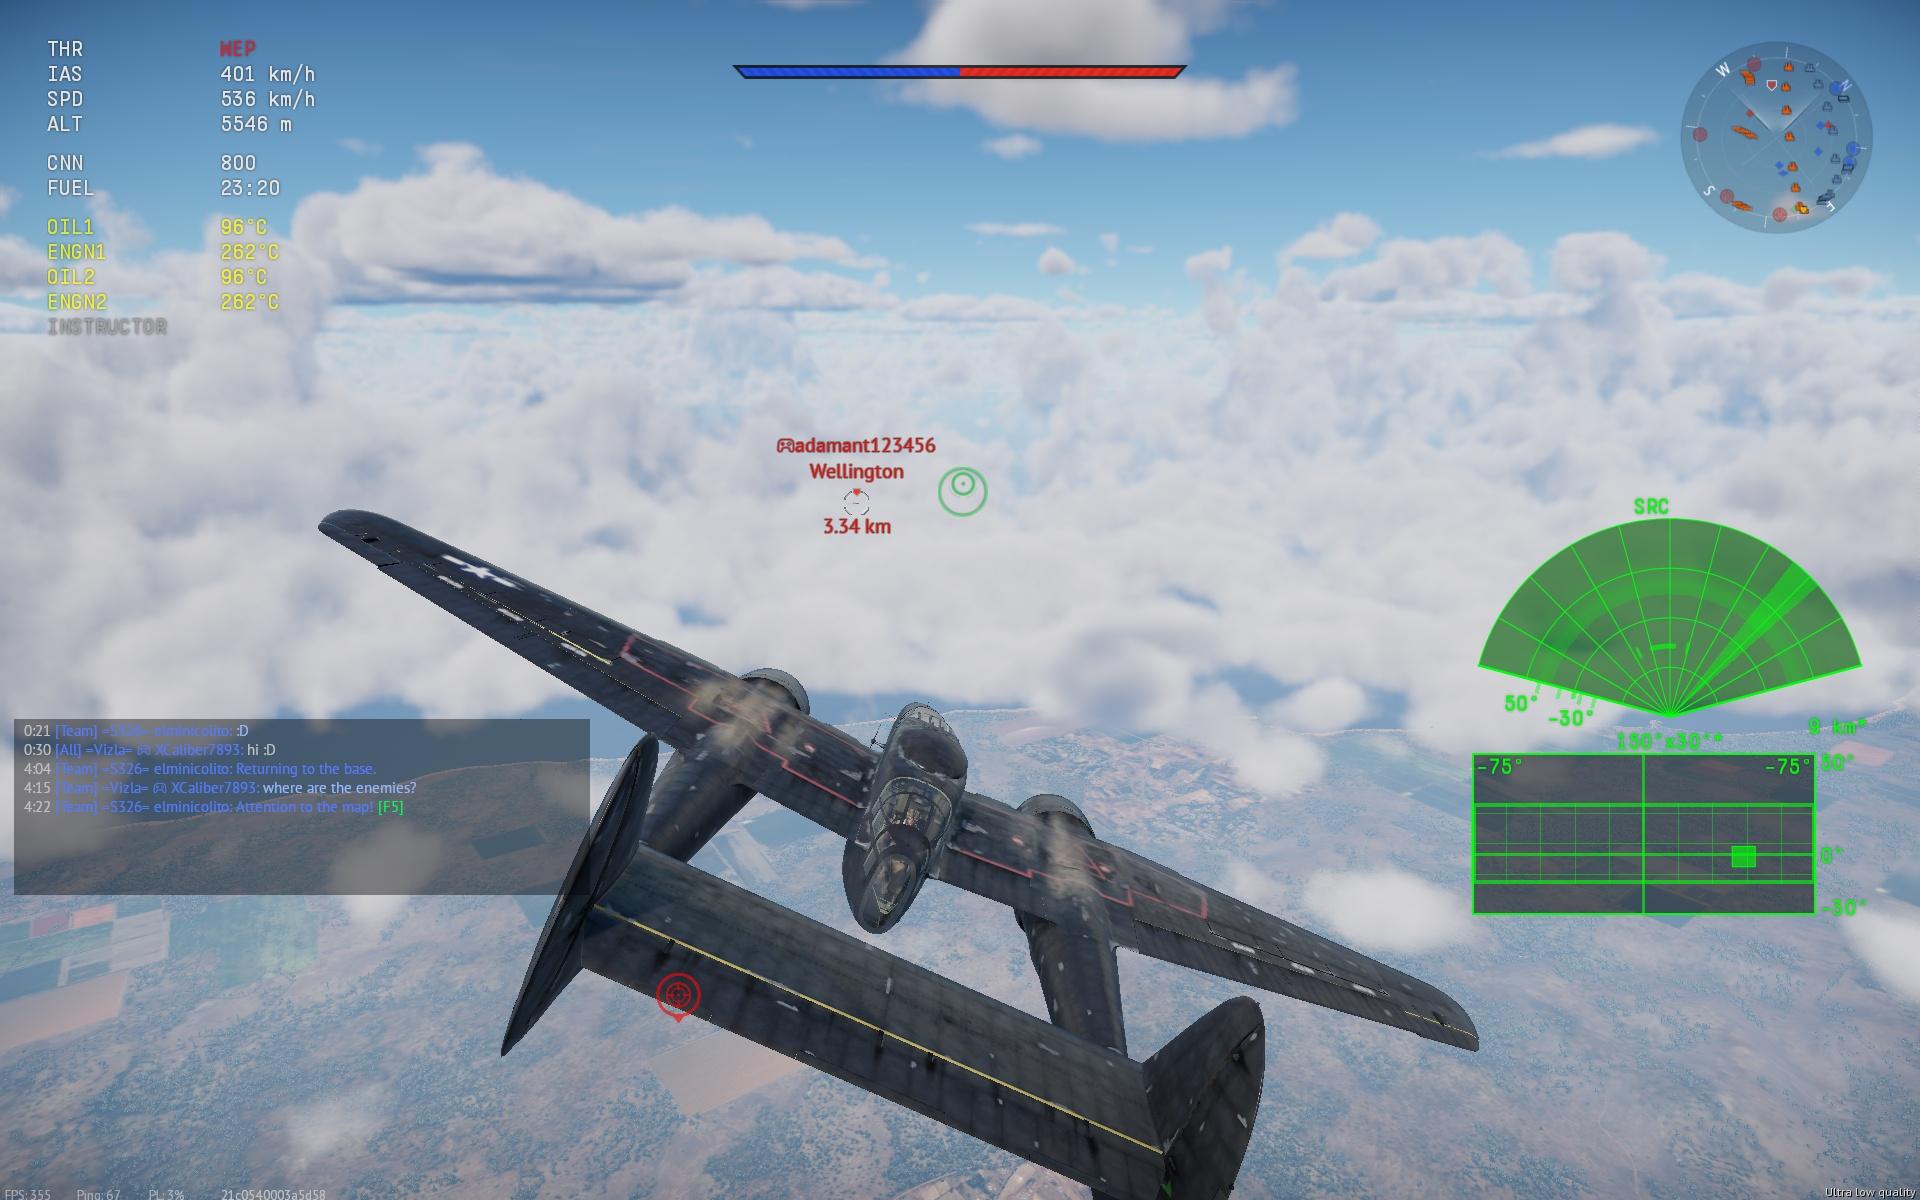 THR WEP
IAS 401 km/h
SPD 536 km/h
ALT 5546 m
CNN 800
FUEL 23:20
OIL1 96°C
ENGN1 262°C
OIL2 96°C
ENGN2 262°C
INSTRUCTOR
W
N
S
E
adamant123456
Wellington
3.34 km
SRC
50°
-30°
9 km*
150°x30°*
-75° -75° 30°
0°
-30°
0:21 [Team] =S326= elminicolito: :D
0:30 [All] =Vizla= XCaliber7893: hi :D
4:04 [Team] =S326= elminicolito: Returning to the base.
4:15 [Team] =Vizla= XCaliber7893: where are the enemies?
4:22 [Team] =S326= elminicolito: Attention to the map! [F5]
FPS: 355 Ping: 67 PL: 3% 21c0540003a5d58
Ultra low quality